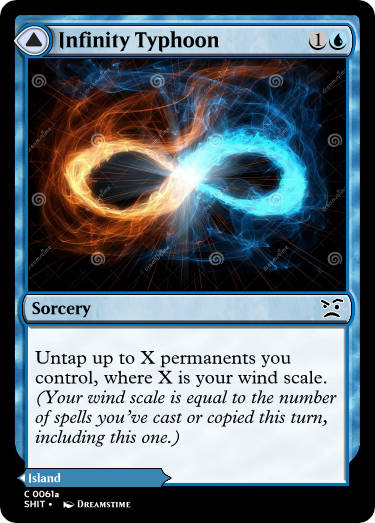 Infinity Typhoon 1
Sorcery
Untap up to X permanents you
control, where X is your wind scale.
(Your wind scale is equal to the number
of spells you've cast or copied this turn,
including this one.)
Island
C 0061a
SHIT • Dreamstime